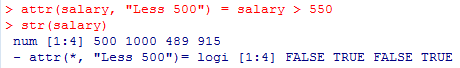 > attr(salary, "Less 500") = salary > 550
> str(salary)
 num [1:4] 500 1000 489 915
 - attr(*, "Less 500")= logi [1:4] FALSE TRUE FALSE TRUE